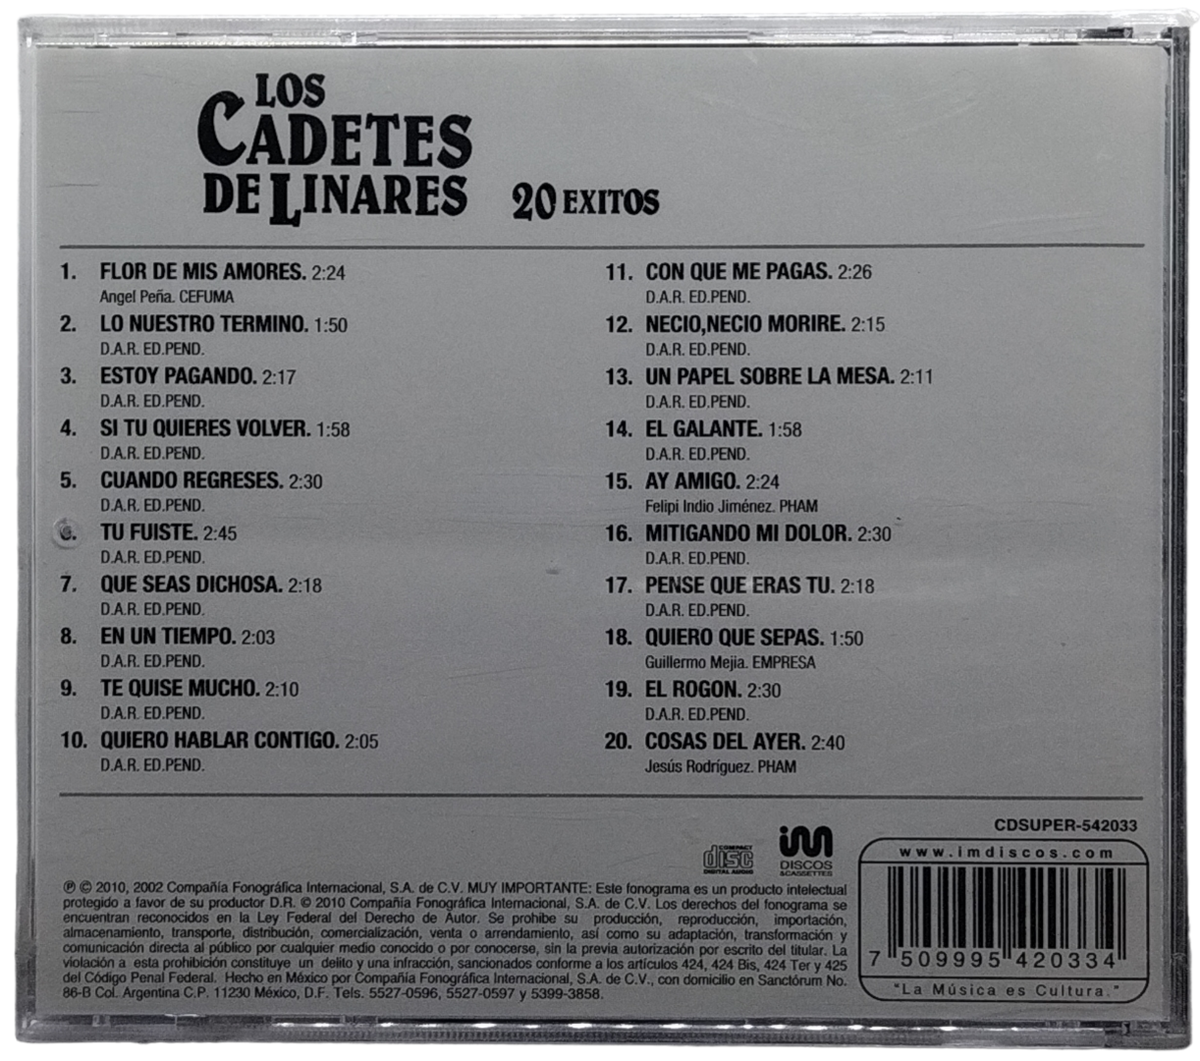 LOS
CADETES
DE LINARES
20 EXITOS
1. FLOR DE MIS AMORES. 2:24
Angel Peña. CEFUMA
2. LO NUESTRO TERMINO. 1:50
D.A.R. ED.PEND.
3. ESTOY PAGANDO. 2:17
D.A.R. ED.PEND.
4. SI TU QUIERES VOLVER. 1:58
D.A.R. ED.PEND.
5. CUANDO REGRESES. 2:30
D.A.R. ED.PEND.
6. TU FUISTE. 2:45
D.A.R. ED.PEND.
7. QUE SEAS DICHOSA. 2:18
D.A.R. ED.PEND.
8. EN UN TIEMPO. 2:03
D.A.R. ED.PEND.
9. TE QUISE MUCHO. 2:10
D.A.R. ED.PEND.
10. QUIERO HABLAR CONTIGO. 2:05
D.A.R. ED.PEND.
11. CON QUE ME PAGAS. 2:26
D.A.R. ED.PEND.
12. NECIO,NECIO MORIRE. 2:15
D.A.R. ED.PEND.
13. UN PAPEL SOBRE LA MESA. 2:11
D.A.R. ED.PEND.
14. EL GALANTE. 1:58
D.A.R. ED.PEND.
15. AY AMIGO. 2:24
Felipi Indio Jiménez. PHAM
16. MITIGANDO MI DOLOR. 2:30
D.A.R. ED.PEND.
17. PENSE QUE ERAS TU. 2:18
D.A.R. ED.PEND.
18. QUIERO QUE SEPAS. 1:50
Guillermo Mejia. EMPRESA
19. EL ROGON. 2:30
D.A.R. ED.PEND.
20. COSAS DEL AYER. 2:40
Jesús Rodríguez. PHAM
℗ © 2010, 2002 Compañía Fonográfica Internacional, S.A. de C.V. MUY IMPORTANTE: Este fonograma es un producto intelectual
protegido a favor de su productor D.R. © 2010 Compañía Fonográfica Internacional, S.A. de C.V. Los derechos del fonograma se
encuentran reconocidos en la Ley Federal del Derecho de Autor. Se prohibe su producción, reproducción, importación,
almacenamiento, transporte, distribución, comercialización, venta o arrendamiento, así como su adaptación, transformación y
comunicación directa al público por cualquier medio conocido o por conocerse, sin la previa autorización por escrito del titular. La
violación a esta prohibición constituye un delito y una infracción, sancionados conforme a los artículos 424, 424 Bis, 424 Ter y 425
del Código Penal Federal. Hecho en México por Compañía Fonográfica Internacional, S.A. de C.V., con domicilio en Sanctórum No.
86-B Col. Argentina C.P. 11230 México, D.F. Tels. 5527-0596, 5527-0597 y 5399-3858.
COMPACT
disc
DIGITAL AUDIO
im
DISCOS
&CASSETTES
CDSUPER-542033
www.imdiscos.com
7 509995 420334
"La Música es Cultura."